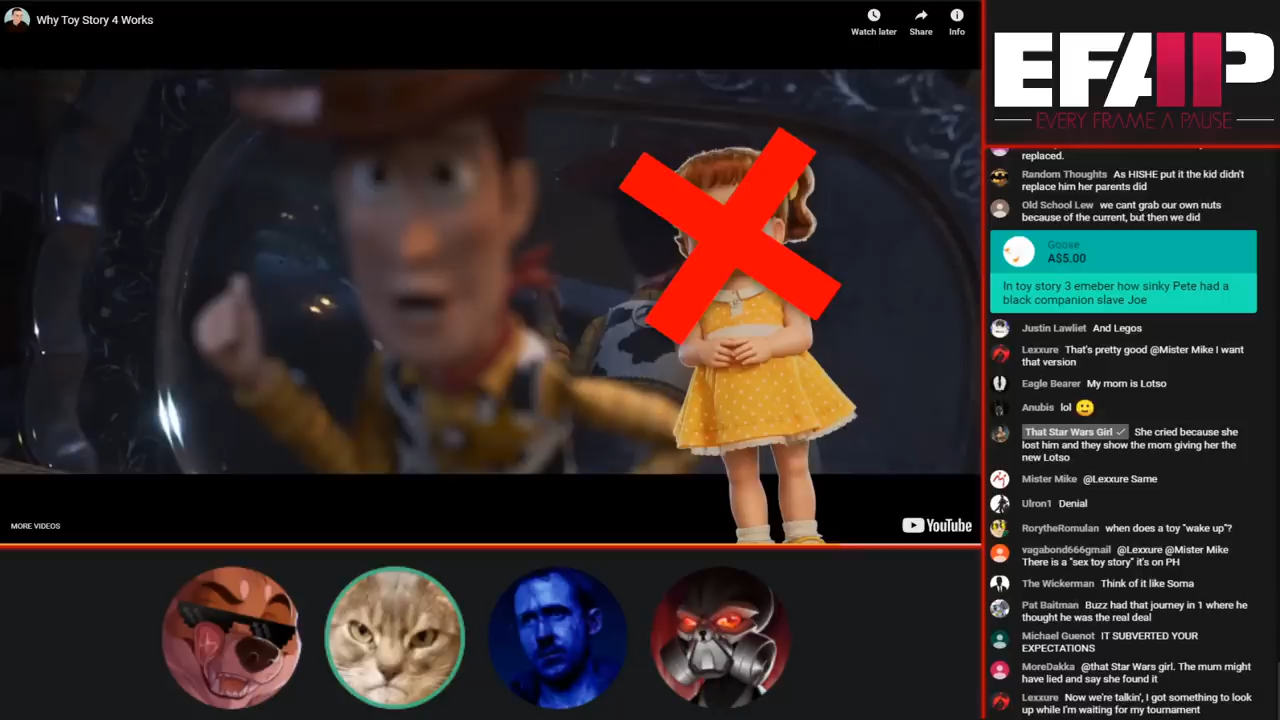 Why Toy Story 4 Works
Watch later
Share
Info
MORE VIDEOS
YouTube
EFAP
EVERY FRAME A PAUSE
replaced.
Random Thoughts As HISHE put it the kid didn't
replace him her parents did
Old School Lew we cant grab our own nuts
because of the current, but then we did
Goose
A$5.00
In toy story 3 emeber how sinky Pete had a
black companion slave Joe
Justin Lawliet And Legos
Lexxure That's pretty good @Mister Mike I want
that version
Eagle Bearer My mom is Lotso
Anubis lol
That Star Wars Girl She cried because she
lost him and they show the mom giving her the
new Lotso
Mister Mike @Lexxure Same
Ulron1 Denial
RorytheRomulan when does a toy "wake up"?
vagabond666gmail @Lexxure @Mister Mike
There is a "sex toy story" it's on PH
The Wickerman Think of it like Soma
Pat Baitman Buzz had that journey in 1 where he
thought he was the real deal
Michael Guenot IT SUBVERTED YOUR
EXPECTATIONS
MoreDakka @that Star Wars girl. The mum might
have lied and say she found it
Lexxure Now we're talkin', I got something to look
up while I'm waiting for my tournament